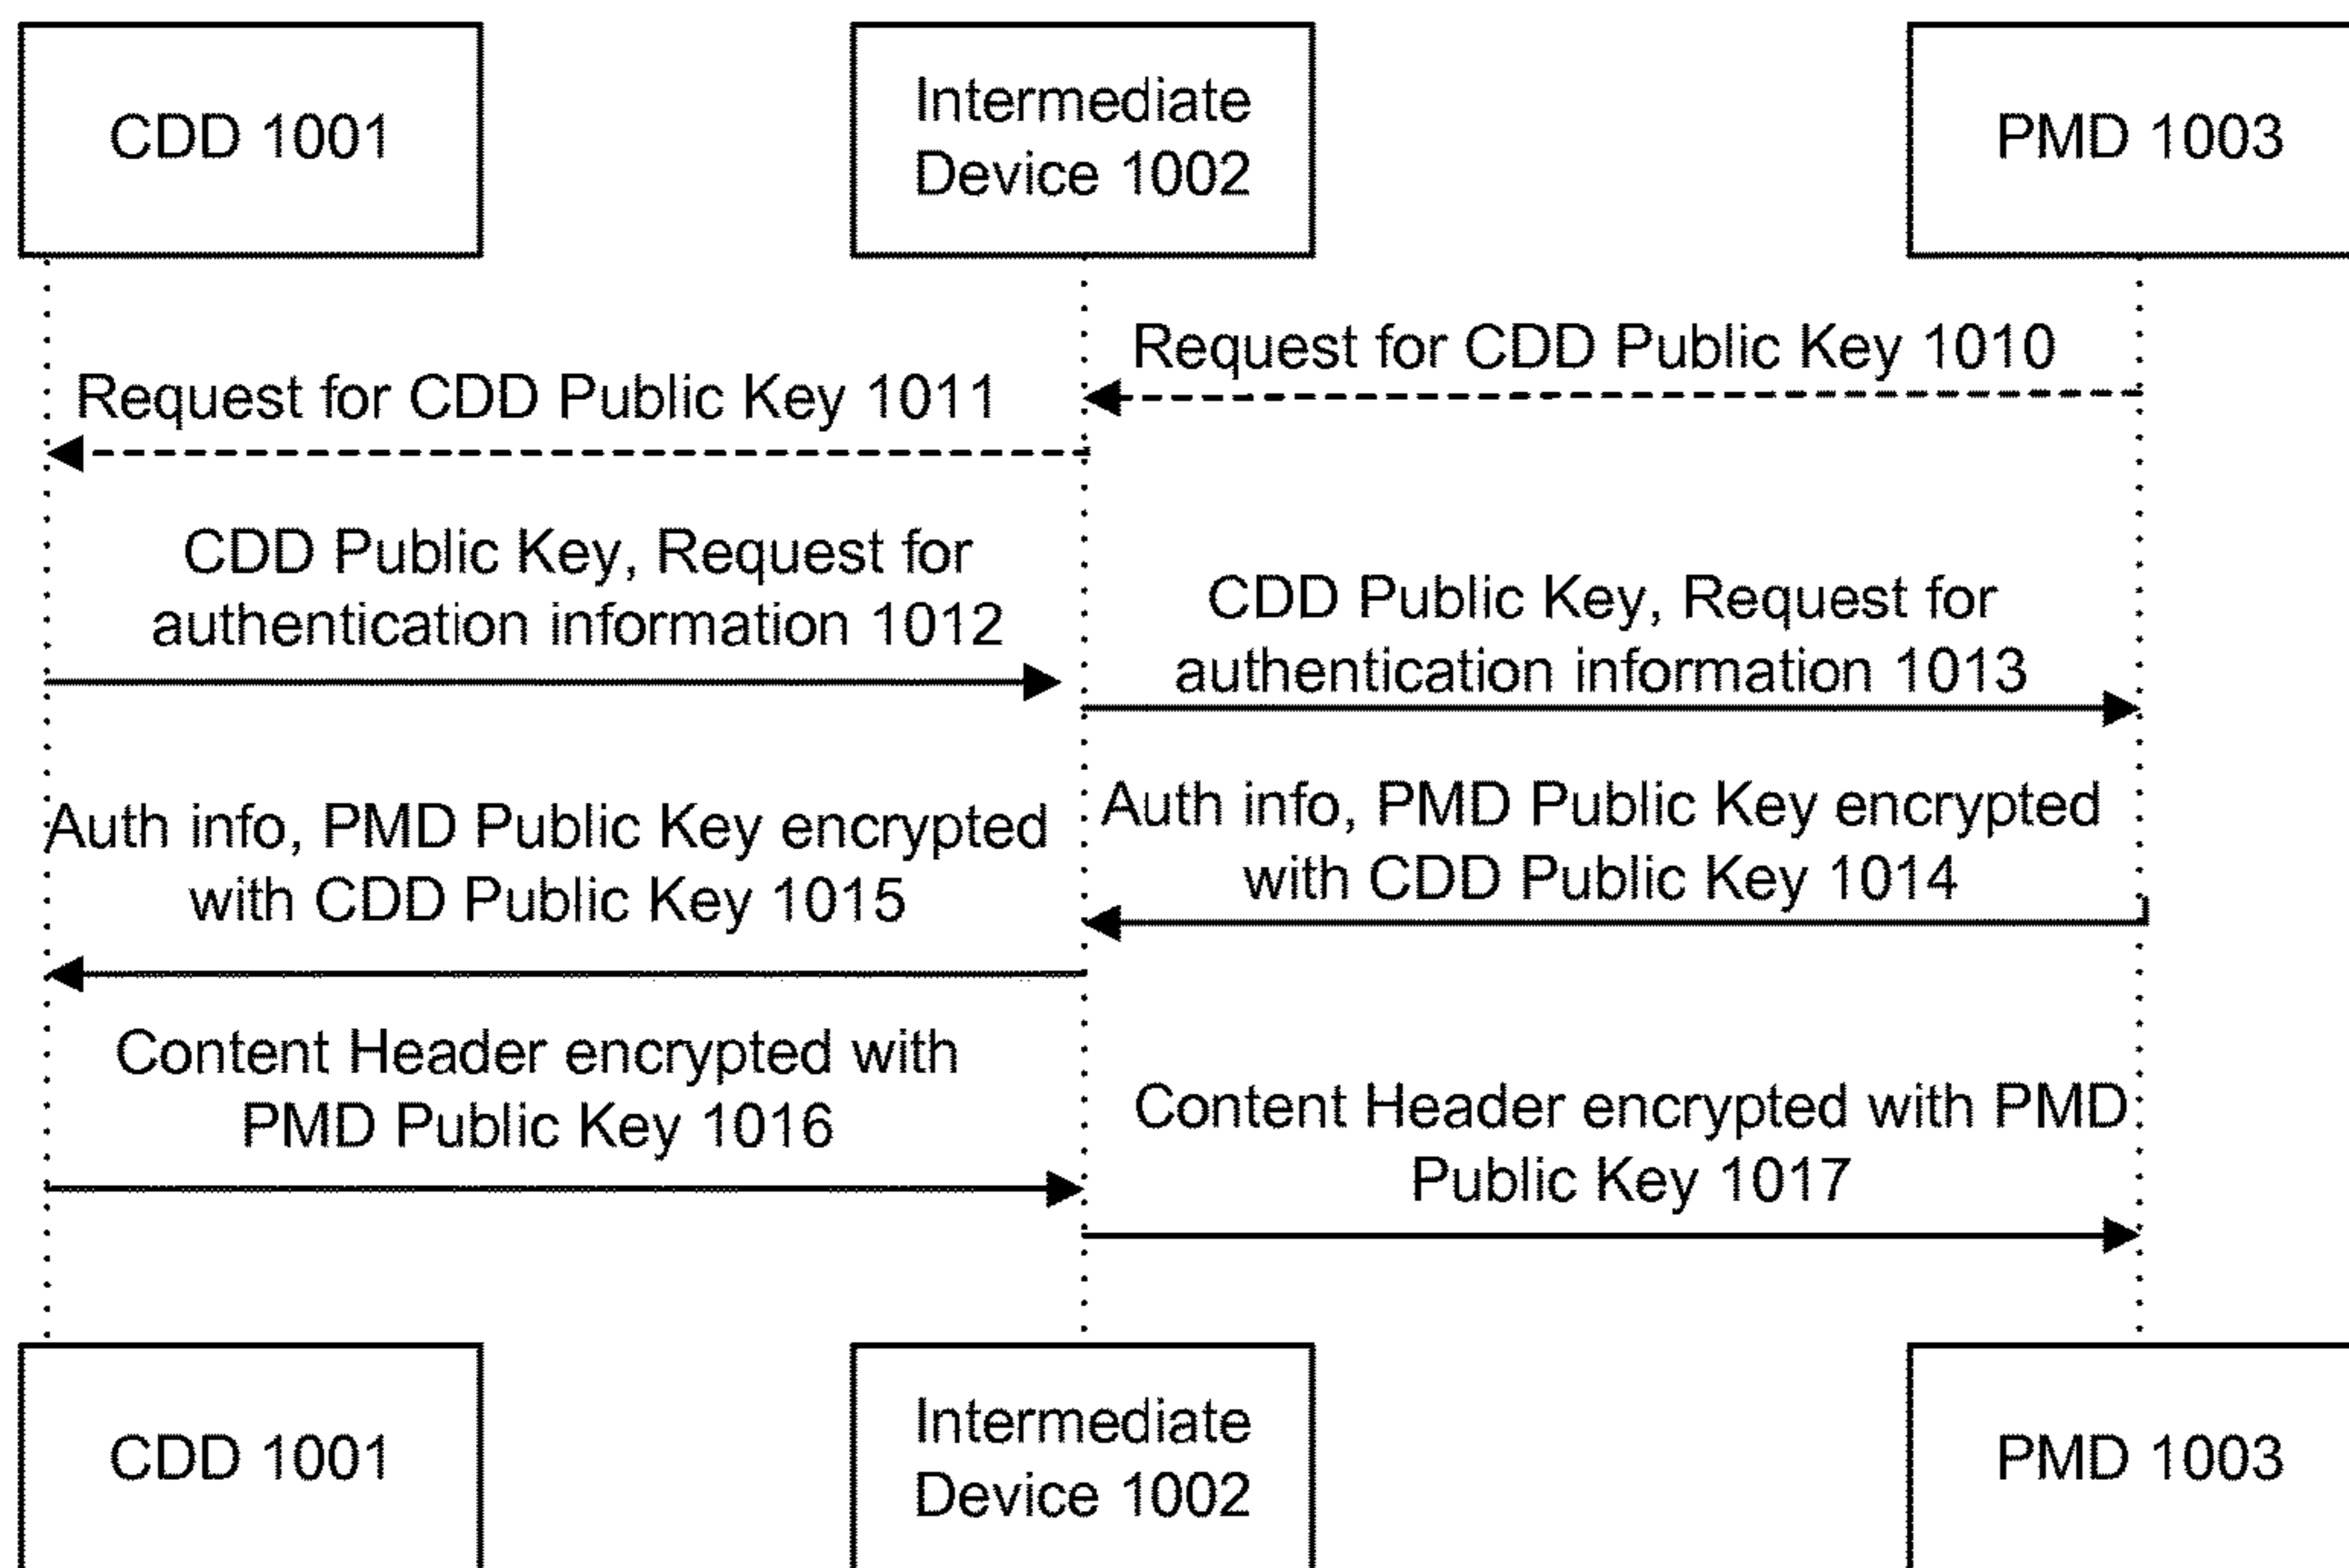 CDD 1001
Intermediate
Device 1002
PMD 1003
Request for CDD Public Key 1010
Request for CDD Public Key 1011
CDD Public Key, Request for
authentication information 1012
CDD Public Key, Request for
authentication information 1013
Auth info, PMD Public Key encrypted
with CDD Public Key 1014
Auth info, PMD Public Key encrypted
with CDD Public Key 1015
Content Header encrypted with
PMD Public Key 1016
Content Header encrypted with PMD
Public Key 1017
CDD 1001
Intermediate
Device 1002
PMD 1003